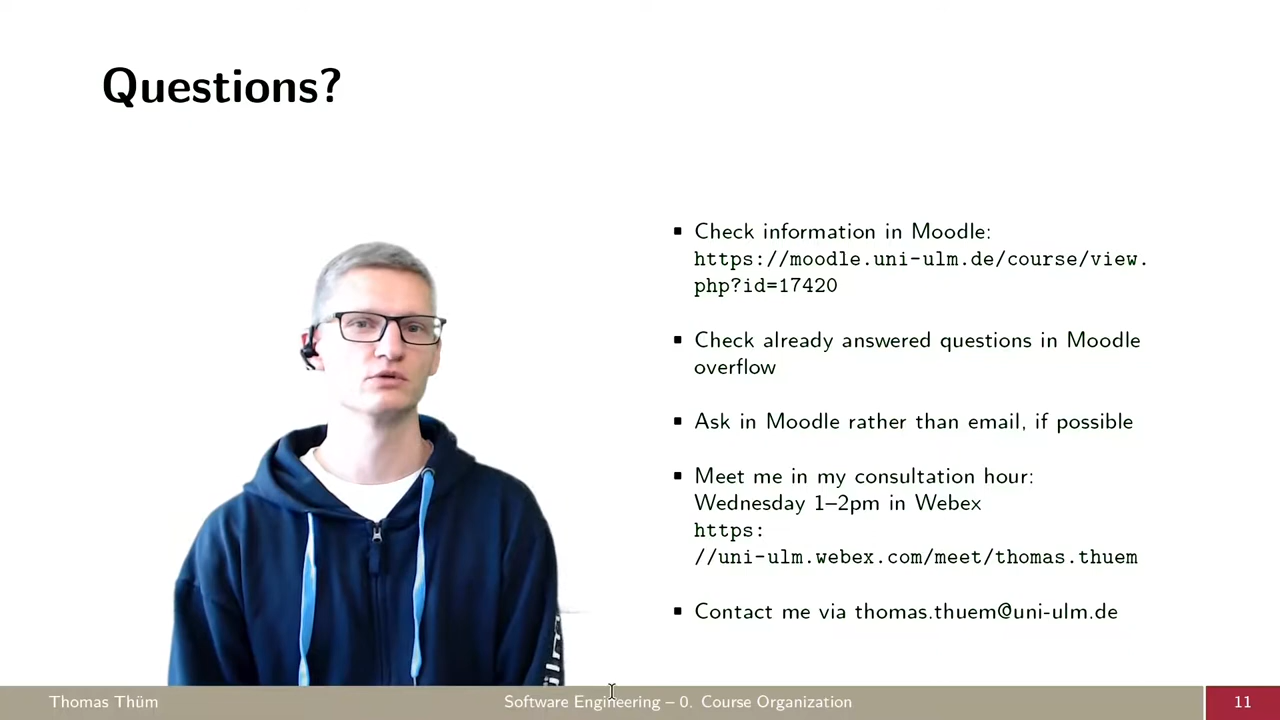 Questions?
Check information in Moodle:
https://moodle.uni-ulm.de/course/view.
php?id=17420
Check already answered questions in Moodle
overflow
Ask in Moodle rather than email, if possible
Meet me in my consultation hour:
Wednesday 1–2pm in Webex
https:
//uni-ulm.webex.com/meet/thomas.thuem
Contact me via thomas.thuem@uni-ulm.de
Thomas Thüm
Software Engineering – 0. Course Organization
11